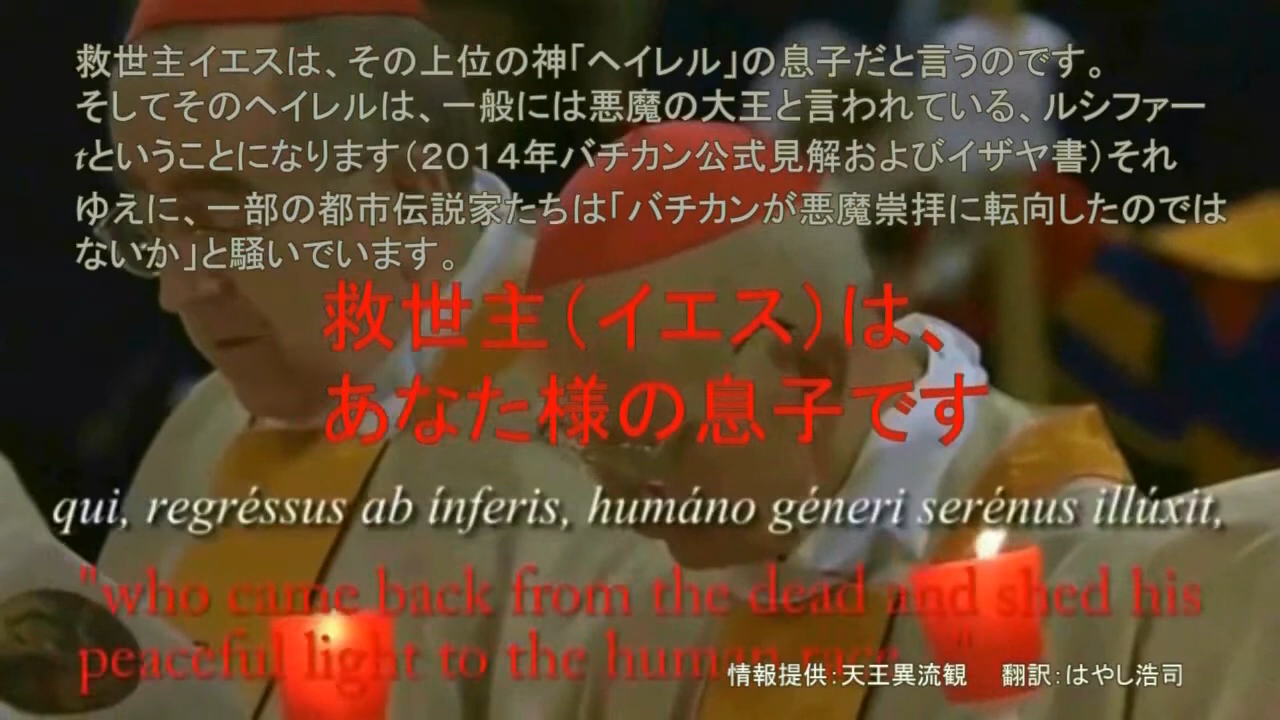 救世主イエスは、その上位の神「ヘイレル」の息子だと言うのです。
そしてそのヘイレルは、一般には悪魔の大王と言われている、ルシファー
tということになります（２０１４年バチカン公式見解およびイザヤ書）それ
ゆえに、一部の都市伝説家たちは「バチカンが悪魔崇拝に転向したのでは
ないか」と騒いでいます。
救世主（イエス）は、
あなた様の息子です
qui, regréssus ab ínferis, humáno géneri serénus illúxit,
"who came back from the dead and shed his
peaceful light to the human race, "
情報提供：天王異流観 翻訳：はやし浩司